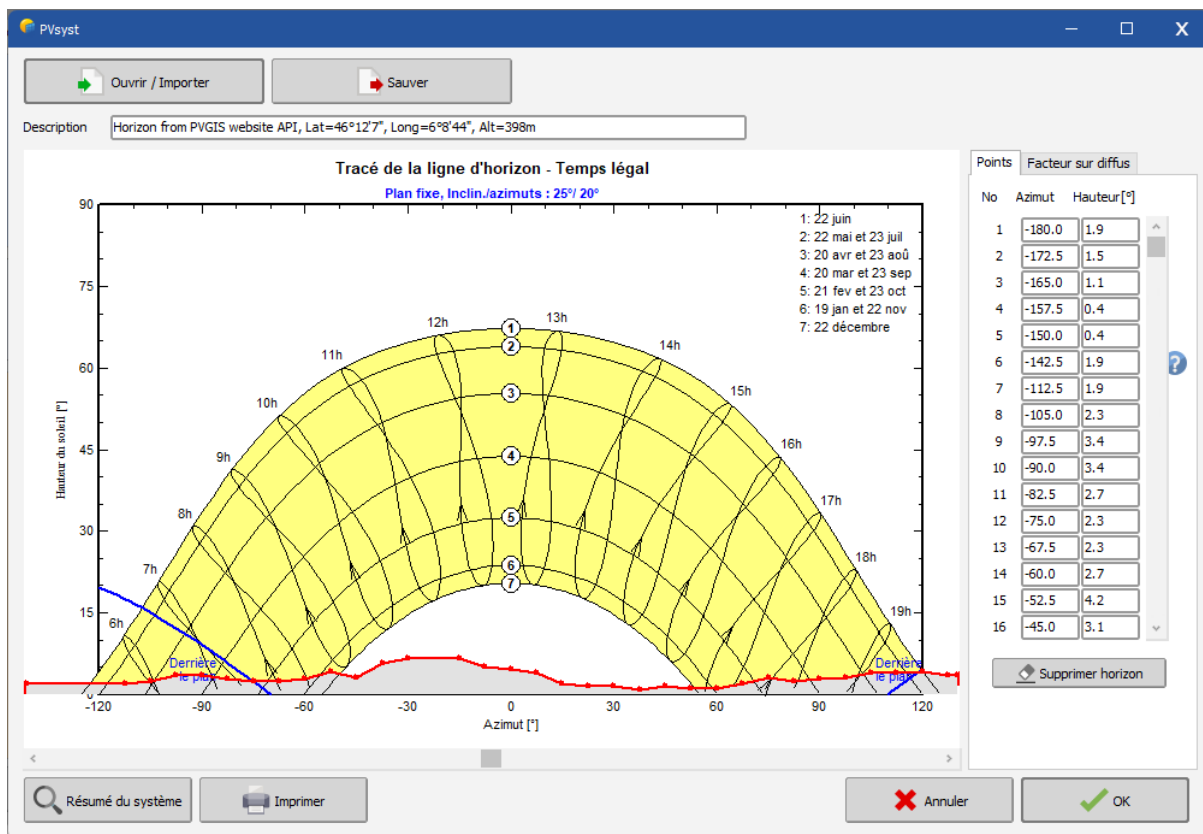 PVsyst
Ouvrir / Importer
Sauver
Description
Horizon from PVGIS website API, Lat=46°12'7", Long=6°8'44", Alt=398m
Tracé de la ligne d'horizon - Temps légal
Plan fixe, Inclin./azimuts : 25°/ 20°
1: 22 juin
2: 22 mai et 23 juil
3: 20 avr et 23 aoû
4: 20 mar et 23 sep
5: 21 fev et 23 oct
6: 19 jan et 22 nov
7: 22 décembre
90
75
60
45
30
15
0
Hauteur du soleil [°]
6h
7h
8h
9h
10h
11h
12h
13h
14h
15h
16h
17h
18h
19h
1
2
3
4
5
6
7
Derrière
le plan
Derrière
le plan
-120
-90
-60
-30
0
30
60
90
120
Azimut [°]
Points
Facteur sur diffus
No Azimut Hauteur[°]
1 -180.0 1.9
2 -172.5 1.5
3 -165.0 1.1
4 -157.5 0.4
5 -150.0 0.4
6 -142.5 1.9
7 -112.5 1.9
8 -105.0 2.3
9 -97.5 3.4
10 -90.0 3.4
11 -82.5 2.7
12 -75.0 2.3
13 -67.5 2.3
14 -60.0 2.7
15 -52.5 4.2
16 -45.0 3.1
?
Supprimer horizon
Résumé du système
Imprimer
Annuler
OK